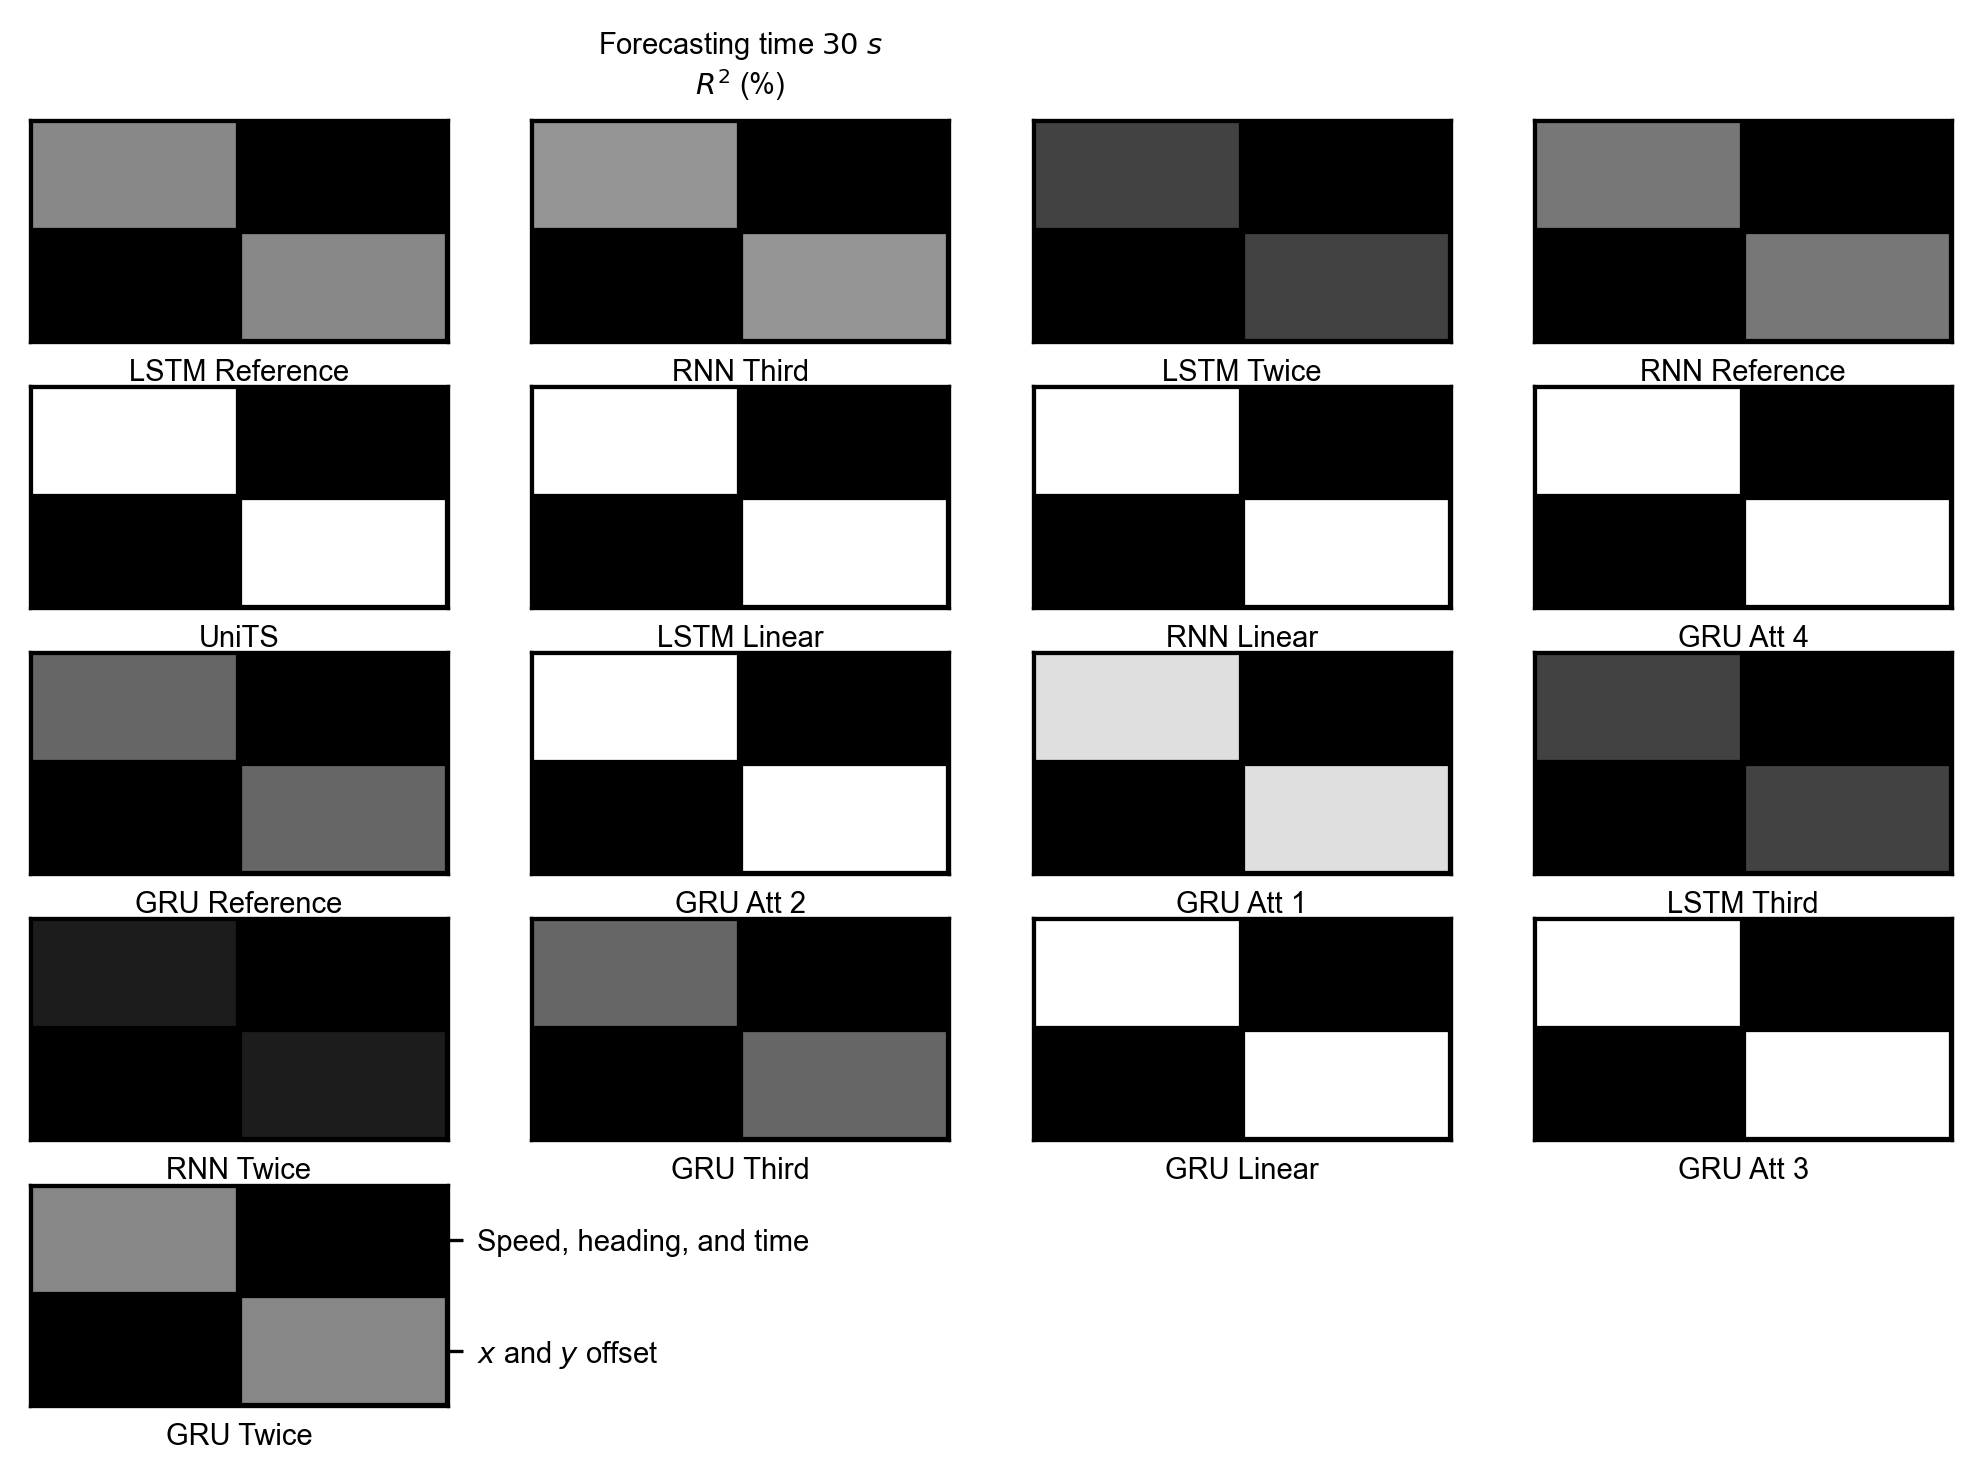 Forecasting time 30 s
R² (%)
LSTM Reference
RNN Third
LSTM Twice
RNN Reference
UniTS
LSTM Linear
RNN Linear
GRU Att 4
GRU Reference
GRU Att 2
GRU Att 1
LSTM Third
RNN Twice
GRU Third
GRU Linear
GRU Att 3
Speed, heading, and time
x and y offset
GRU Twice